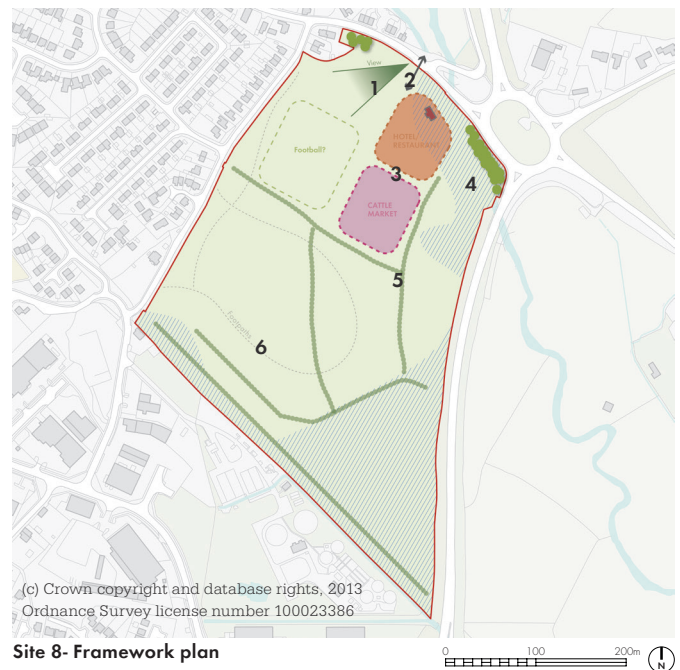 View
1
2
HOTEL/
RESTAURANT
Football?
3
4
CATTLE
MARKET
5
Footpaths
6
(c) Crown copyright and database rights, 2013
Ordnance Survey license number 100023386
Site 8- Framework plan
0 100 200m
N